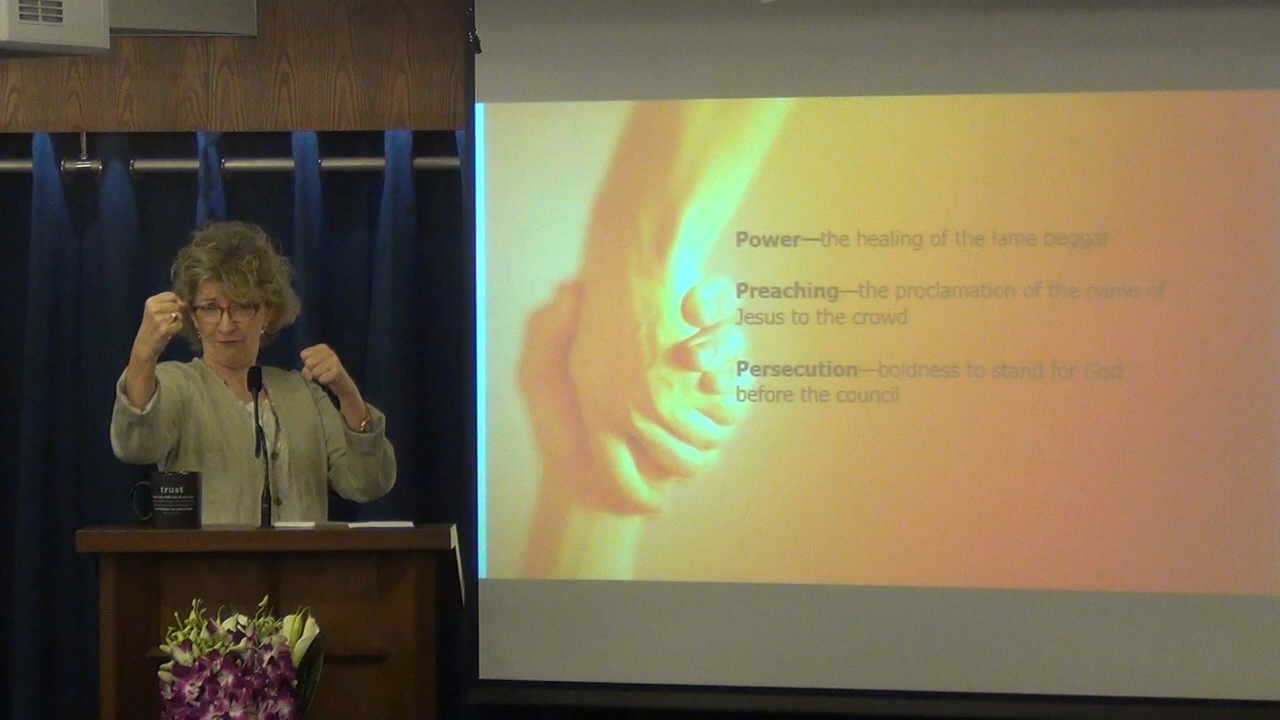 Power—the healing of the lame beggar
Preaching—the proclamation of the name of
Jesus to the crowd
Persecution—boldness to stand for God
before the council
trust